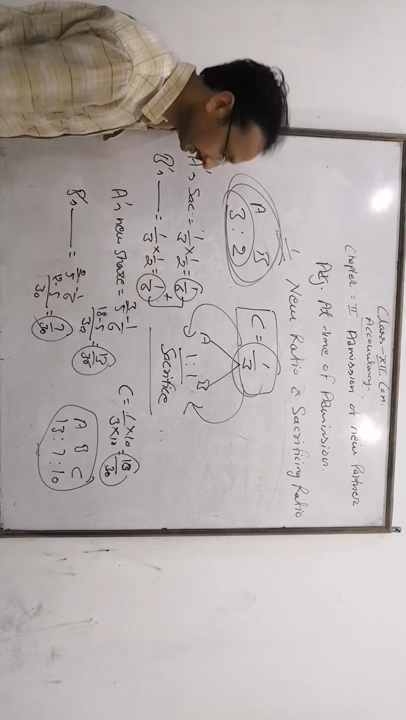 Class-XII Com.
Accountancy.
Chapter = II Admission of new Partner
Adj. At time of Admission.
1 New Ratio & Sacrificing Ratio
A B
3 : 2
C = 1/3
A B
1 : 1
Sacrifice
A's Sac. = 1/3 × 1/2 = 1/6
B's —— = 1/3 × 1/2 = 1/6
A's new share = 3/5 - 1/6
18-5/30 = 13/30
B's —— = 2/5 - 1/6
12-5/30 = 7/30
C = 1×10/3×10 = 10/30
A B C
13 : 7 : 10